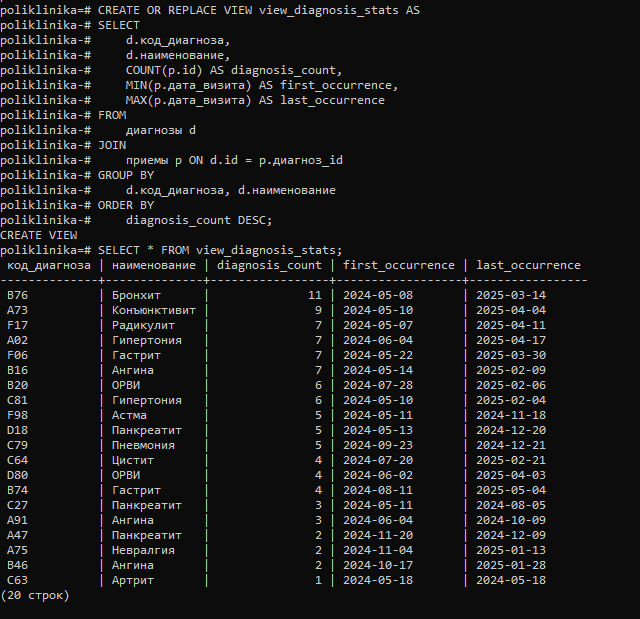 poliklinika=# CREATE OR REPLACE VIEW view_diagnosis_stats AS
poliklinika-# SELECT
poliklinika-#     d.код_диагноза,
poliklinika-#     d.наименование,
poliklinika-#     COUNT(p.id) AS diagnosis_count,
poliklinika-#     MIN(p.дата_визита) AS first_occurrence,
poliklinika-#     MAX(p.дата_визита) AS last_occurrence
poliklinika-# FROM
poliklinika-#     диагнозы d
poliklinika-# JOIN
poliklinika-#     приемы p ON d.id = p.диагноз_id
poliklinika-# GROUP BY
poliklinika-#     d.код_диагноза, d.наименование
poliklinika-# ORDER BY
poliklinika-#     diagnosis_count DESC;
CREATE VIEW
poliklinika=# SELECT * FROM view_diagnosis_stats;
 код_диагноза | наименование | diagnosis_count | first_occurrence | last_occurrence
--------------+--------------+-----------------+------------------+-----------------
 B76          | Бронхит      |              11 | 2024-05-08       | 2025-03-14
 A73          | Конъюнктивит |               9 | 2024-05-10       | 2025-04-04
 F17          | Радикулит    |               7 | 2024-05-07       | 2025-04-11
 A02          | Гипертония   |               7 | 2024-06-04       | 2025-04-17
 F06          | Гастрит      |               7 | 2024-05-22       | 2025-03-30
 B16          | Ангина       |               7 | 2024-05-14       | 2025-02-09
 B20          | ОРВИ         |               6 | 2024-07-28       | 2025-02-06
 C81          | Гипертония   |               6 | 2024-05-10       | 2025-02-04
 F98          | Астма        |               5 | 2024-05-11       | 2024-11-18
 D18          | Панкреатит   |               5 | 2024-05-13       | 2024-12-20
 C79          | Пневмония    |               5 | 2024-09-23       | 2024-12-21
 C64          | Цистит       |               4 | 2024-07-20       | 2025-02-21
 D80          | ОРВИ         |               4 | 2024-06-02       | 2025-04-03
 B74          | Гастрит      |               4 | 2024-08-11       | 2025-05-04
 C27          | Панкреатит   |               3 | 2024-05-11       | 2024-08-05
 A91          | Ангина       |               3 | 2024-06-04       | 2024-10-09
 A47          | Панкреатит   |               2 | 2024-11-20       | 2024-12-09
 A75          | Невралгия    |               2 | 2024-11-04       | 2025-01-13
 B46          | Ангина       |               2 | 2024-10-17       | 2025-01-28
 C63          | Артрит       |               1 | 2024-05-18       | 2024-05-18
(20 строк)